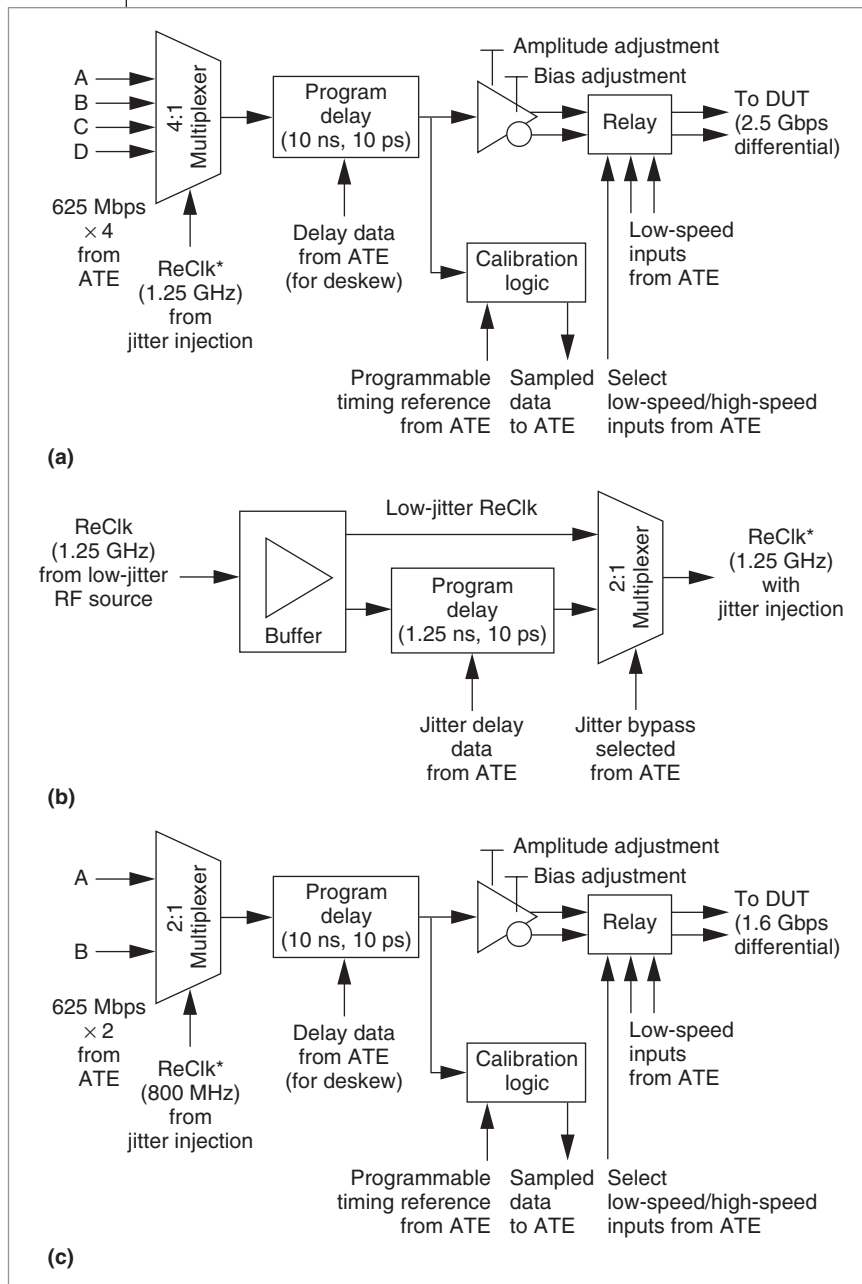 Amplitude adjustment
Bias adjustment
A
B
C
D
4:1
Multiplexer
Program
delay
(10 ns, 10 ps)
Relay
To DUT
(2.5 Gbps
differential)
625 Mbps
× 4
from
ATE
ReClk*
(1.25 GHz)
from
jitter injection
Delay data
from ATE
(for deskew)
Calibration
logic
Low-speed
inputs
from ATE
Programmable
timing reference
from ATE
Sampled
data
to ATE
Select
low-speed/high-speed
inputs from ATE
(a)
ReClk
(1.25 GHz)
from low-jitter
RF source
Buffer
Low-jitter ReClk
Program
delay
(1.25 ns, 10 ps)
2:1
Multiplexer
ReClk*
(1.25 GHz)
with
jitter injection
Jitter delay
data
from ATE
Jitter bypass
selected
from ATE
(b)
Amplitude adjustment
Bias adjustment
A
B
2:1
Multiplexer
Program
delay
(10 ns, 10 ps)
Relay
To DUT
(1.6 Gbps
differential)
625 Mbps
× 2
from
ATE
ReClk*
(800 MHz)
from
jitter injection
Delay data
from ATE
(for deskew)
Calibration
logic
Low-speed
inputs
from ATE
Programmable
timing reference
from ATE
Sampled
data
to ATE
Select
low-speed/high-speed
inputs from ATE
(c)